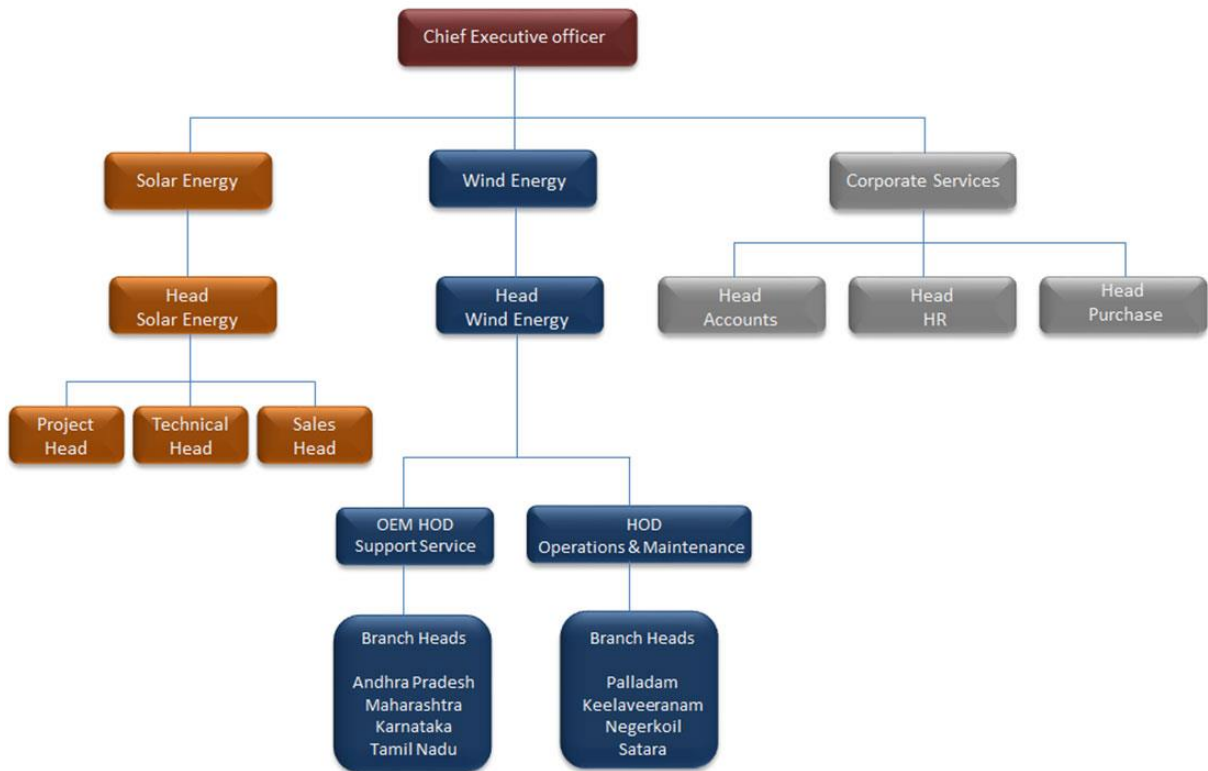 Chief Executive officer
Solar Energy
Wind Energy
Corporate Services
Head
Solar Energy
Head
Wind Energy
Head
Accounts
Head
HR
Head
Purchase
Project
Head
Technical
Head
Sales
Head
OEM HOD
Support Service
HOD
Operations & Maintenance
Branch Heads
Andhra Pradesh
Maharashtra
Karnataka
Tamil Nadu
Branch Heads
Palladam
Keelaveeranam
Negerkoil
Satara